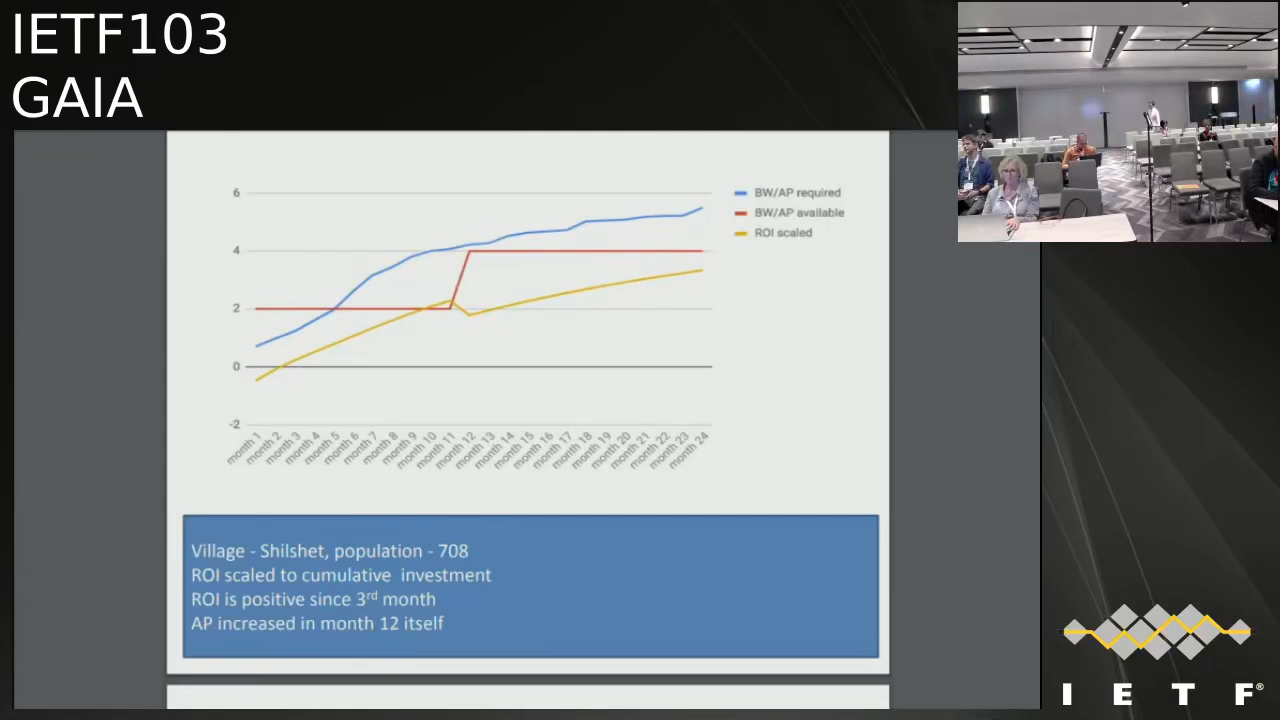 IETF103
GAIA
6
4
2
0
-2
BW/AP required
BW/AP available
ROI scaled
month 1
month 2
month 3
month 4
month 5
month 6
month 7
month 8
month 9
month 10
month 11
month 12
month 13
month 14
month 15
month 16
month 17
month 18
month 19
month 20
month 21
month 22
month 23
month 24
Village - Shilshet, population - 708
ROI scaled to cumulative investment
ROI is positive since 3rd month
AP increased in month 12 itself
I E T F®